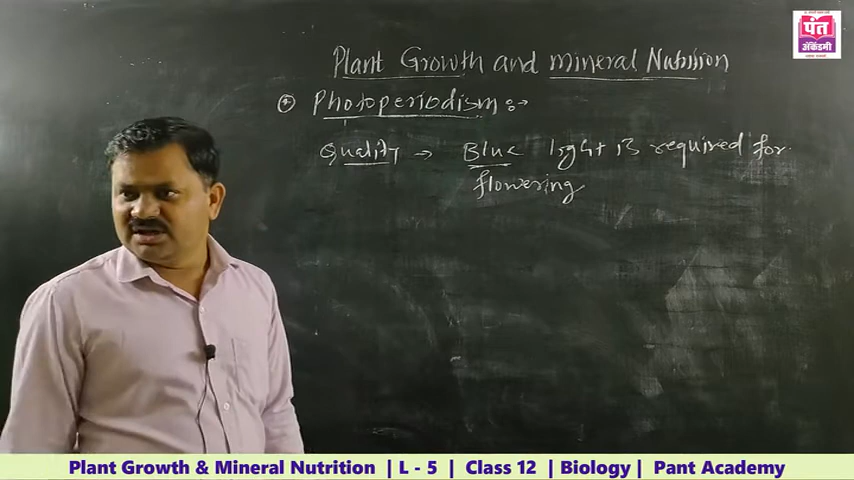 Plant Growth and mineral Nutrition
Photoperiodism :-
Quality → Blue light is required for
flowering
पंत
अ‍ॅकॅडमी
Plant Growth & Mineral Nutrition | L - 5 | Class 12 | Biology | Pant Academy